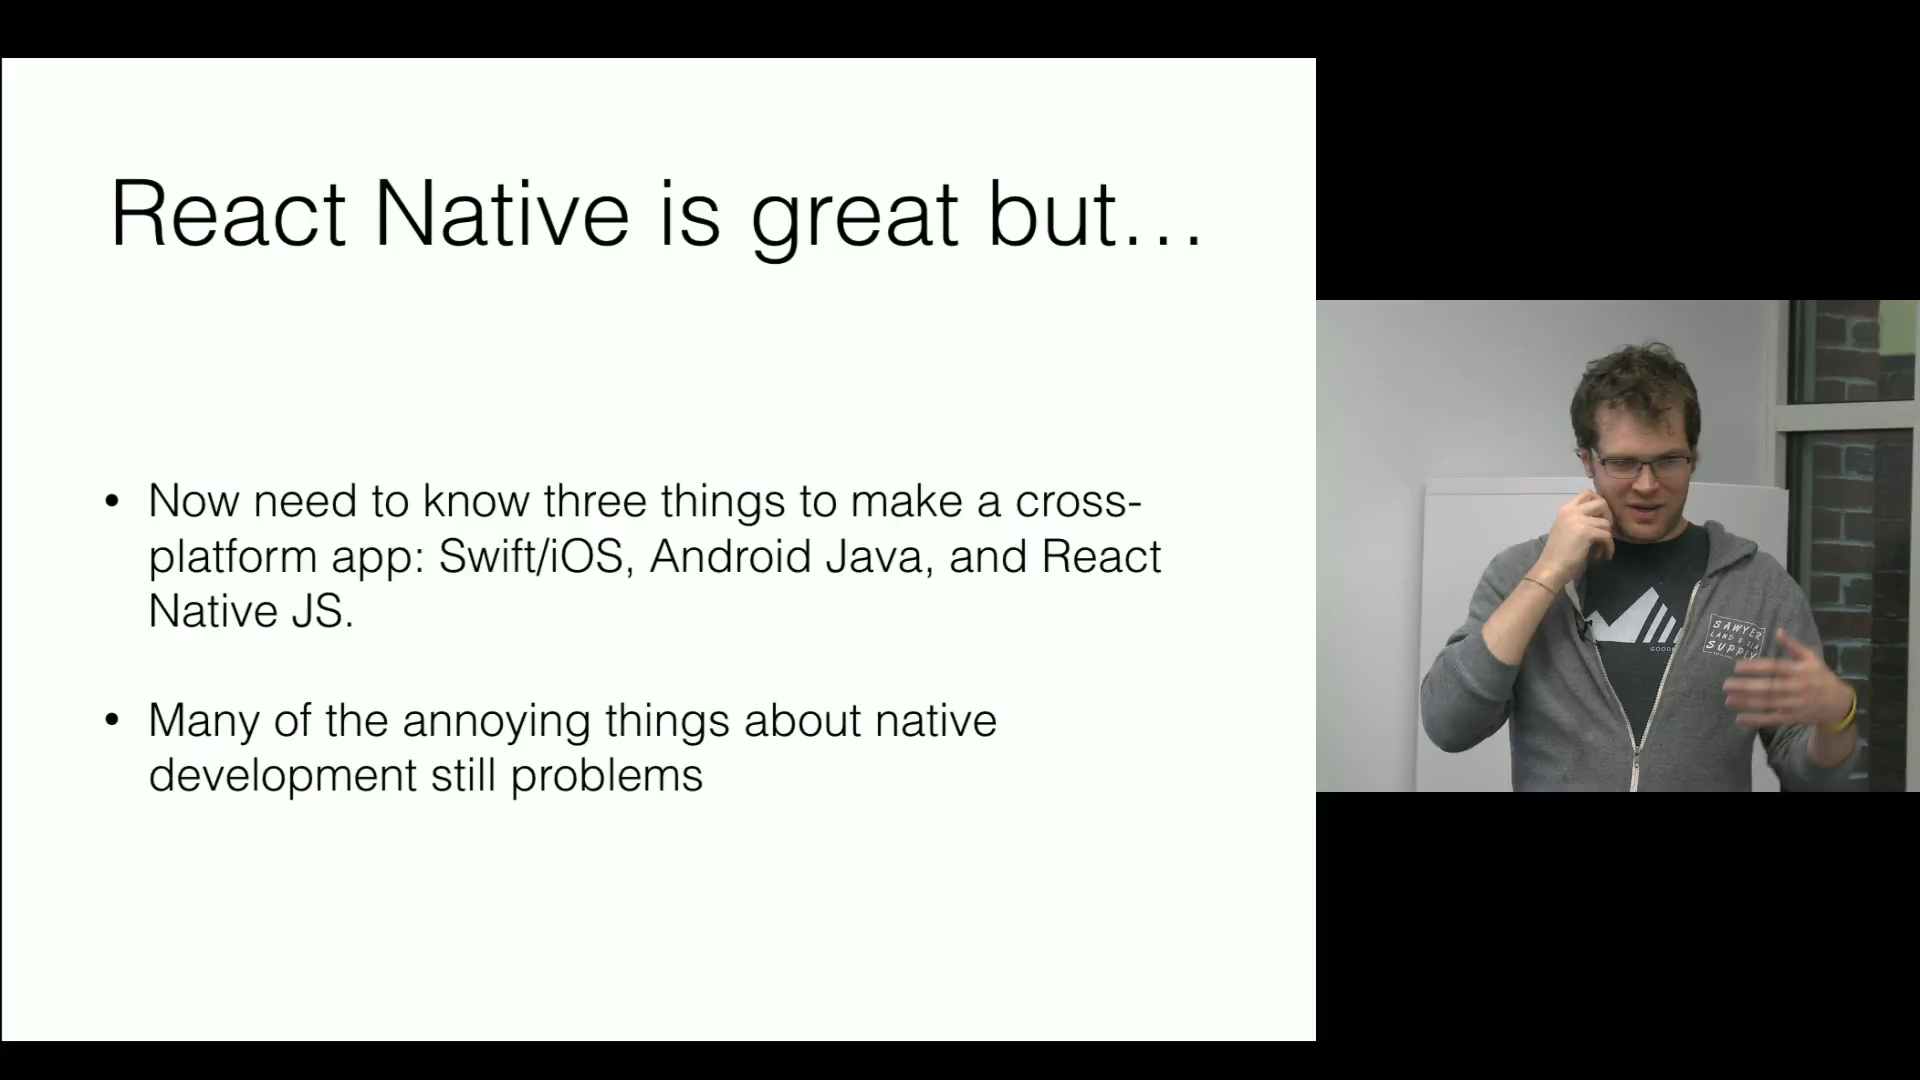 React Native is great but…
• Now need to know three things to make a cross-
platform app: Swift/iOS, Android Java, and React
Native JS.
• Many of the annoying things about native
development still problems
SAWYER
LAND &
SUPPLY